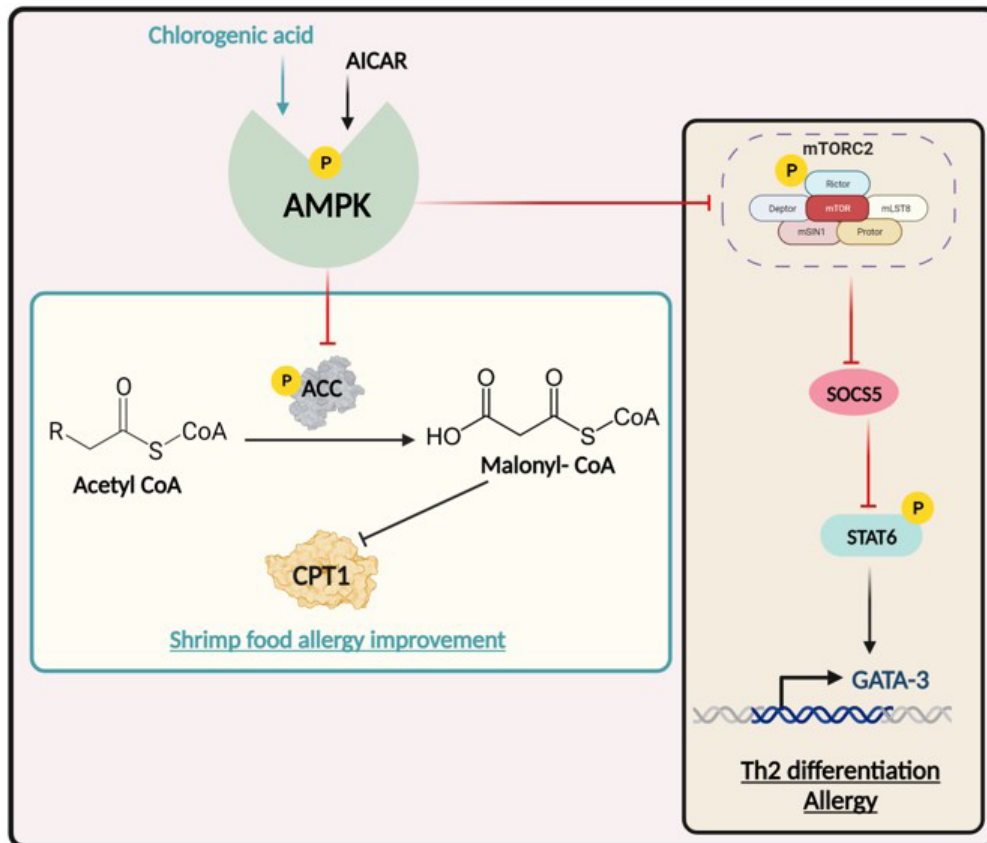 Chlorogenic acid
AICAR
P
AMPK
mTORC2
P
Rictor
Deptor
mTOR
mLST8
mSIN1
Protor
P
ACC
O
R
S
CoA
Acetyl CoA
O
O
HO
S
CoA
Malonyl- CoA
CPT1
Shrimp food allergy improvement
SOCS5
P
STAT6
GATA-3
Th2 differentiation
Allergy